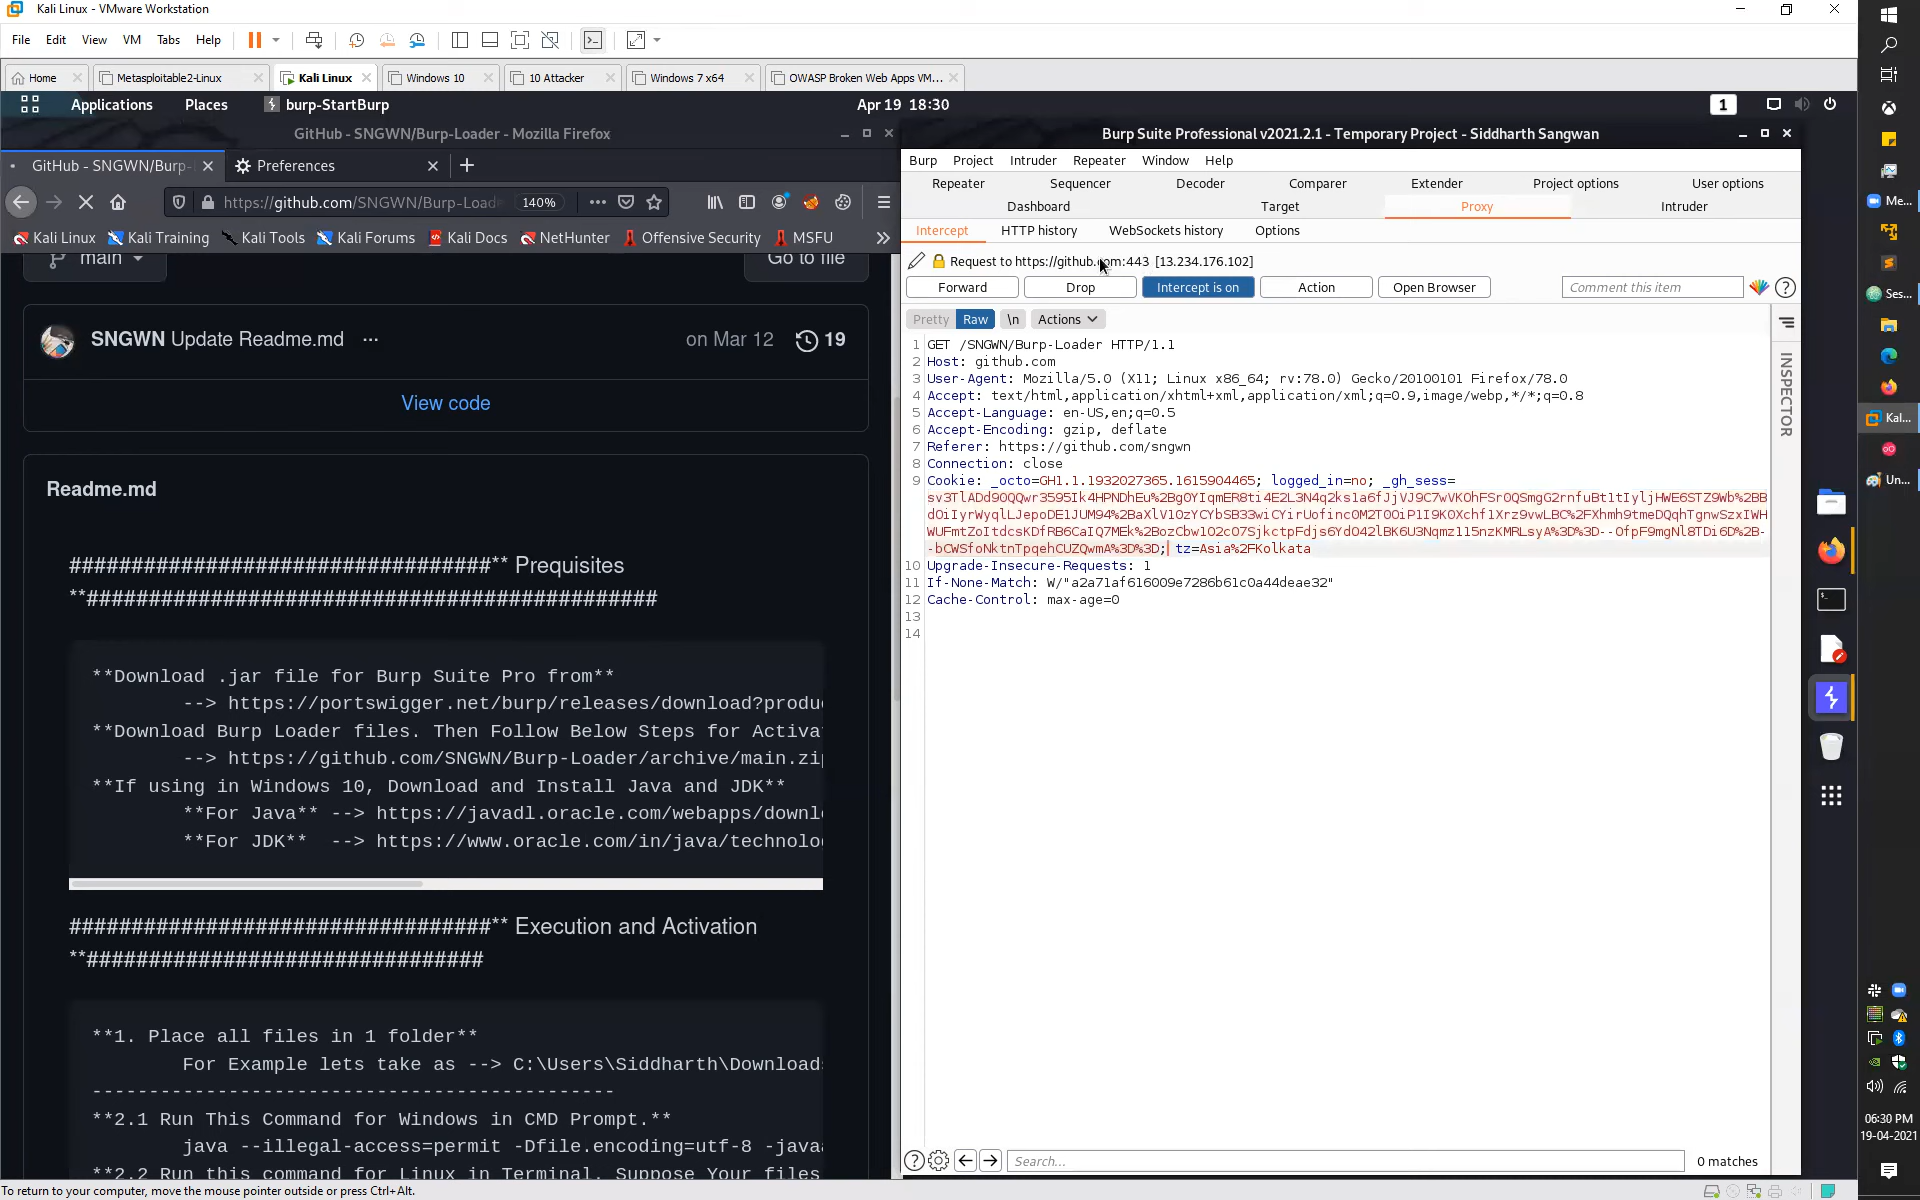 Kali Linux - VMware Workstation
File Edit View VM Tabs Help
Home Metasploitable2-Linux Kali Linux Windows 10 10 Attacker Windows 7 x64 OWASP Broken Web Apps VM...
Applications Places burp-StartBurp Apr 19 18:30 1
GitHub - SNGWN/Burp-Loader - Mozilla Firefox
GitHub - SNGWN/Burp- Preferences
https://github.com/SNGWN/Burp-Loade 140%
Kali Linux Kali Training Kali Tools Kali Forums Kali Docs NetHunter Offensive Security MSFU
main Go to file
SNGWN Update Readme.md ... on Mar 12 19
View code
Readme.md
##################################** Prequisites
**##############################################
**Download .jar file for Burp Suite Pro from**
--> https://portswigger.net/burp/releases/download?produ
**Download Burp Loader files. Then Follow Below Steps for Activa
--> https://github.com/SNGWN/Burp-Loader/archive/main.zi
**If using in Windows 10, Download and Install Java and JDK**
**For Java** --> https://javadl.oracle.com/webapps/downl
**For JDK** --> https://www.oracle.com/in/java/technolo
##################################** Execution and Activation
**################################
**1. Place all files in 1 folder**
For Example lets take as --> C:\Users\Siddharth\Download
----------------------------------------------
**2.1 Run This Command for Windows in CMD Prompt.**
java --illegal-access=permit -Dfile.encoding=utf-8 -java
**2.2 Run this command for Linux in Terminal. Suppose Your files
Burp Suite Professional v2021.2.1 - Temporary Project - Siddharth Sangwan
Burp Project Intruder Repeater Window Help
Repeater Sequencer Decoder Comparer Extender Project options User options
Dashboard Target Proxy Intruder
Intercept HTTP history WebSockets history Options
Request to https://github.com:443 [13.234.176.102]
Forward Drop Intercept is on Action Open Browser Comment this item
Pretty Raw \n Actions
INSPECTOR
1 GET /SNGWN/Burp-Loader HTTP/1.1
2 Host: github.com
3 User-Agent: Mozilla/5.0 (X11; Linux x86_64; rv:78.0) Gecko/20100101 Firefox/78.0
4 Accept: text/html,application/xhtml+xml,application/xml;q=0.9,image/webp,*/*;q=0.8
5 Accept-Language: en-US,en;q=0.5
6 Accept-Encoding: gzip, deflate
7 Referer: https://github.com/sngwn
8 Connection: close
9 Cookie: _octo=GH1.1.1932027365.1615904465; logged_in=no; _gh_sess=
tz=Asia%2FKolkata
10 Upgrade-Insecure-Requests: 1
11 If-None-Match: W/"a2a71af616009e7286b61c0a44deae32"
12 Cache-Control: max-age=0
13
14
Search... 0 matches
Me...
Ses...
Kal...
Un...
06:30 PM
19-04-2021
To return to your computer, move the mouse pointer outside or press Ctrl+Alt.